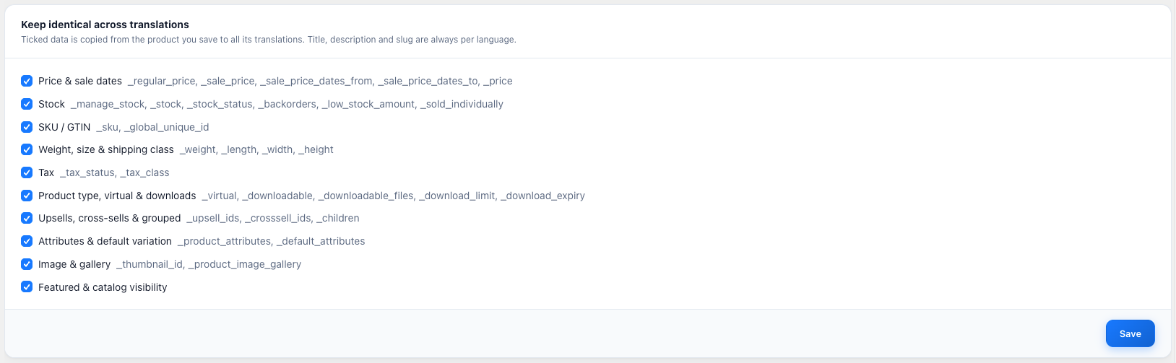 Keep identical across translations
Ticked data is copied from the product you save to all its translations. Title, description and slug are always per language.
Price & sale dates _regular_price, _sale_price, _sale_price_dates_from, _sale_price_dates_to, _price
Stock _manage_stock, _stock, _stock_status, _backorders, _low_stock_amount, _sold_individually
SKU / GTIN _sku, _global_unique_id
Weight, size & shipping class _weight, _length, _width, _height
Tax _tax_status, _tax_class
Product type, virtual & downloads _virtual, _downloadable, _downloadable_files, _download_limit, _download_expiry
Upsells, cross-sells & grouped _upsell_ids, _crosssell_ids, _children
Attributes & default variation _product_attributes, _default_attributes
Image & gallery _thumbnail_id, _product_image_gallery
Featured & catalog visibility
Save